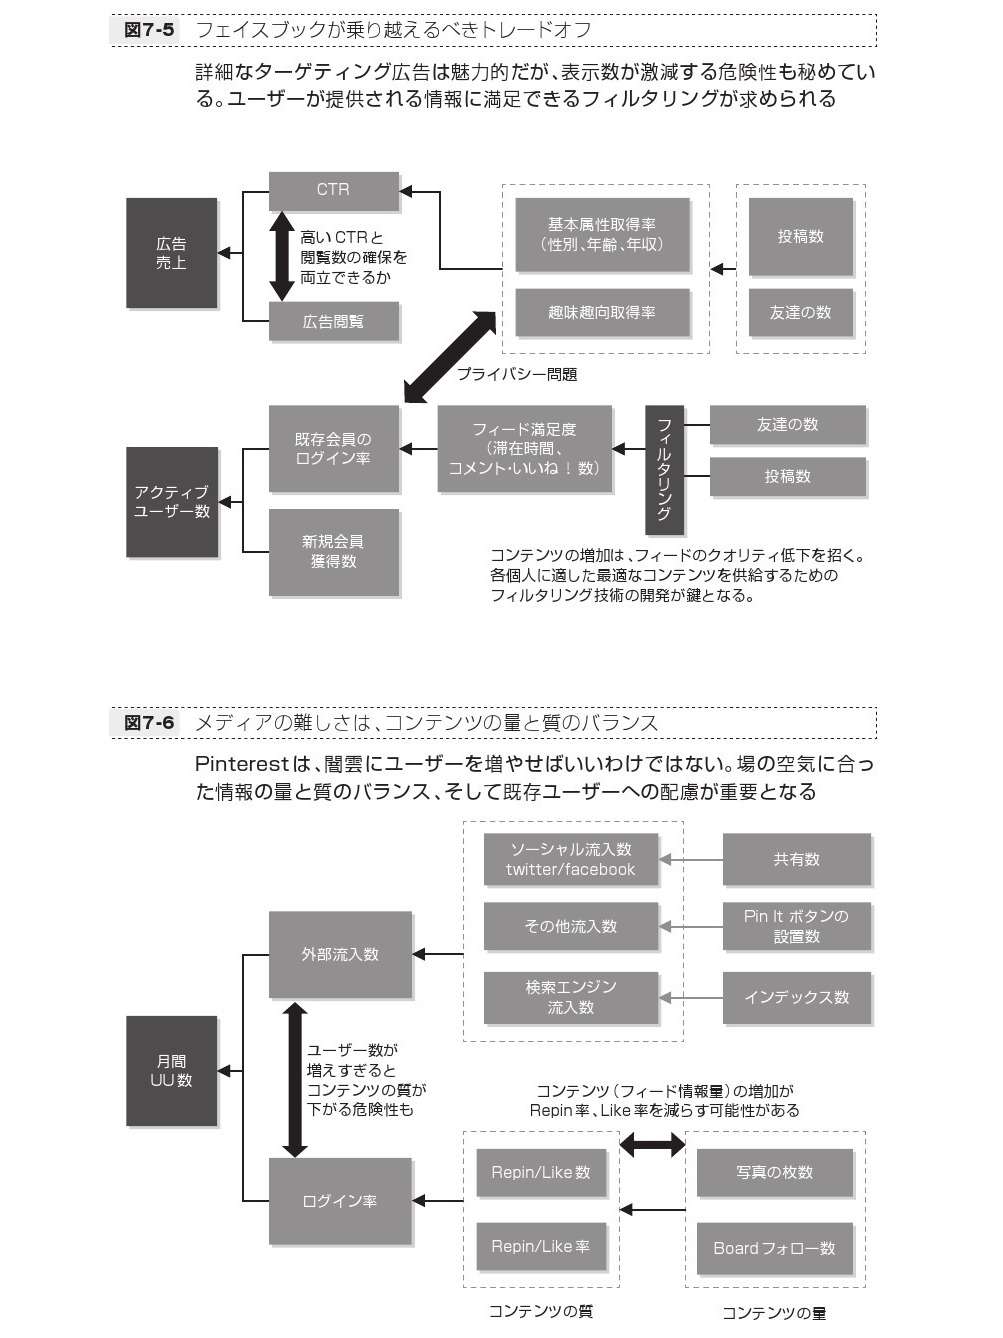 図7-5 フェイスブックが乗り越えるべきトレードオフ
詳細なターゲティング広告は魅力的だが、表示数が激減する危険性も秘めてい
る。ユーザーが提供される情報に満足できるフィルタリングが求められる
広告
売上
CTR
高いCTRと
閲覧数の確保を
両立できるか
広告閲覧
基本属性取得率
（性別、年齢、年収）
趣味趣向取得率
投稿数
友達の数
プライバシー問題
アクティブ
ユーザー数
既存会員の
ログイン率
新規会員
獲得数
フィード満足度
（滞在時間、
コメント・いいね！数）
フィルタリング
友達の数
投稿数
コンテンツの増加は、フィードのクオリティ低下を招く。
各個人に適した最適なコンテンツを供給するための
フィルタリング技術の開発が鍵となる。
図7-6 メディアの難しさは、コンテンツの量と質のバランス
Pinterestは、闇雲にユーザーを増やせばいいわけではない。場の空気に合っ
た情報の量と質のバランス、そして既存ユーザーへの配慮が重要となる
月間
UU数
外部流入数
ユーザー数が
増えすぎると
コンテンツの質が
下がる危険性も
ログイン率
ソーシャル流入数
twitter/facebook
その他流入数
検索エンジン
流入数
共有数
Pin It ボタンの
設置数
インデックス数
コンテンツ（フィード情報量）の増加が
Repin率、Like率を減らす可能性がある
Repin/Like数
Repin/Like率
写真の枚数
Boardフォロー数
コンテンツの質
コンテンツの量